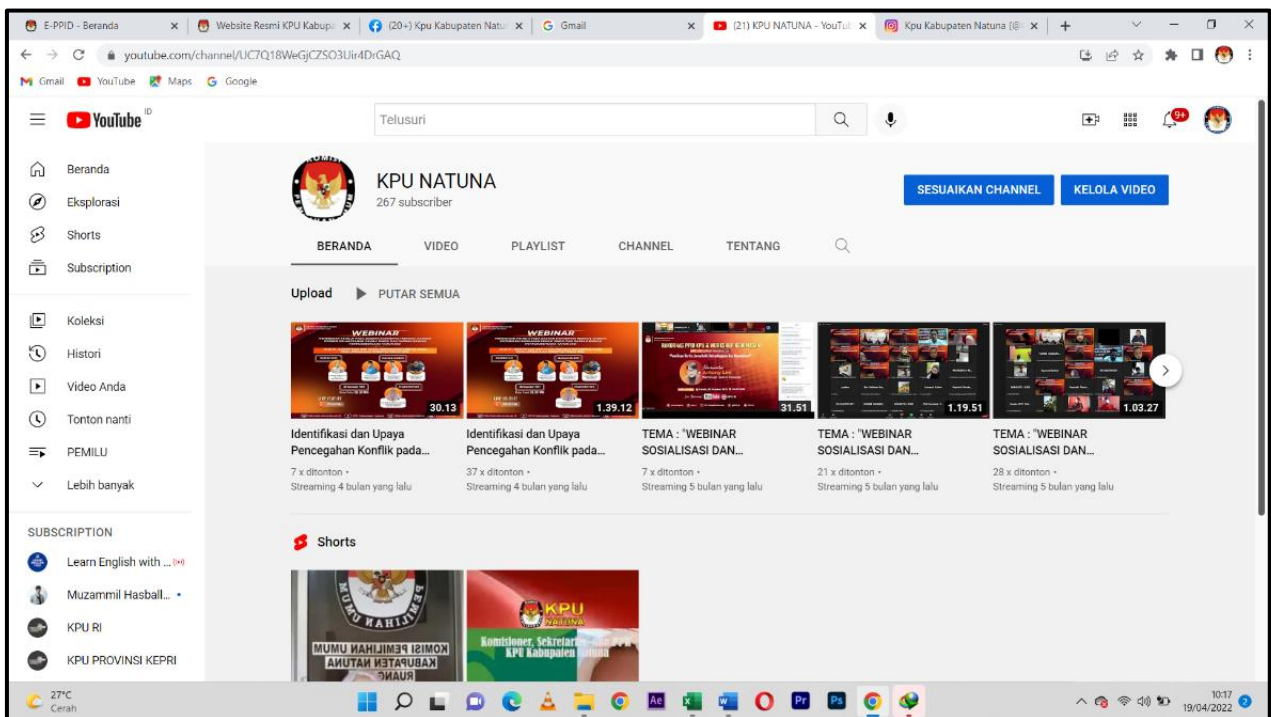 E-PPID - Beranda
Website Resmi KPU Kabup
(20+) Kpu Kabupaten Natu
Gmail
(21) KPU NATUNA - YouTub
Kpu Kabupaten Natuna (@
youtube.com/channel/UC7Q18WeGjCZSO3Uir4DrGAQ
Gmail YouTube Maps Google
YouTube ID
Telusuri
9+
Beranda
Eksplorasi
Shorts
Subscription
Koleksi
Histori
Video Anda
Tonton nanti
PEMILU
Lebih banyak
SUBSCRIPTION
Learn English with ...
Muzammil Hasball...
KPU RI
KPU PROVINSI KEPRI
KPU NATUNA
267 subscriber
SESUAIKAN CHANNEL
KELOLA VIDEO
BERANDA VIDEO PLAYLIST CHANNEL TENTANG
Upload PUTAR SEMUA
WEBINAR
30.13
Identifikasi dan Upaya
Pencegahan Konflik pada...
7 x ditonton •
Streaming 4 bulan yang lalu
WEBINAR
1.39.12
Identifikasi dan Upaya
Pencegahan Konflik pada...
37 x ditonton •
Streaming 4 bulan yang lalu
31.51
TEMA : "WEBINAR
SOSIALISASI DAN...
7 x ditonton •
Streaming 5 bulan yang lalu
1.19.51
TEMA : "WEBINAR
SOSIALISASI DAN...
21 x ditonton •
Streaming 5 bulan yang lalu
1.03.27
TEMA : "WEBINAR
SOSIALISASI DAN...
28 x ditonton •
Streaming 5 bulan yang lalu
Shorts
KOMISI PEMILIHAN UMUM
KABUPATEN NATUNA
RUANG
KPU
NATUNA
Komisioner, Sekretaris
KPU Kabupaten Natuna
27°C
Cerah
Ae
Pr
Ps
10:17
19/04/2022
2